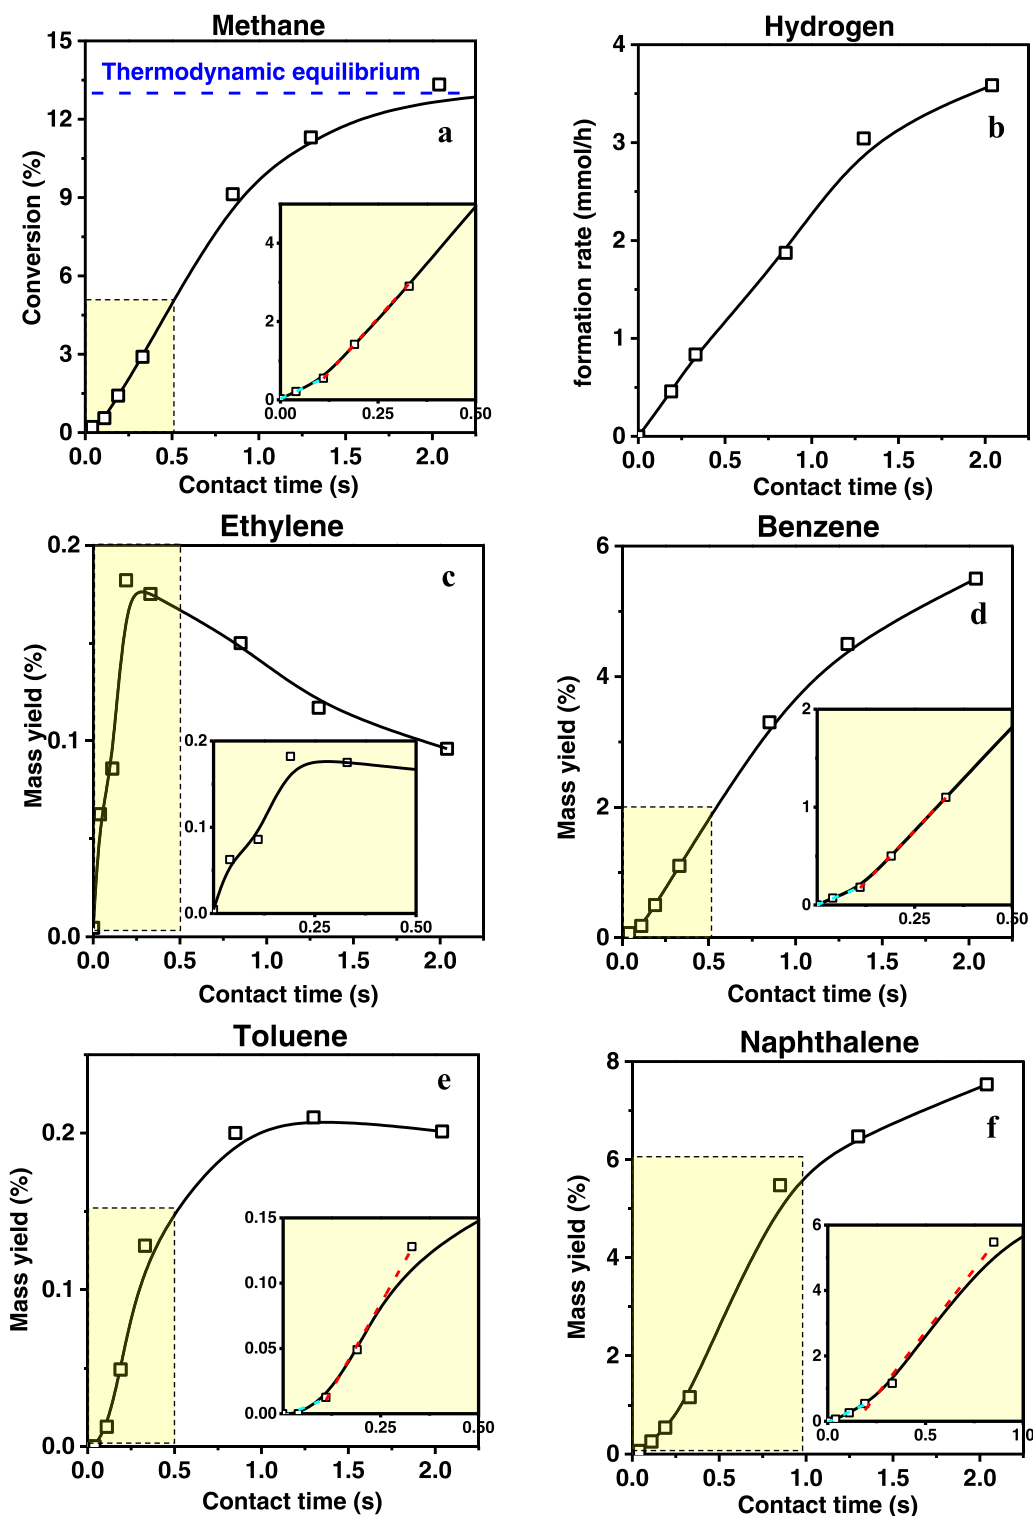 Methane
15
12
9
6
3
0
Conversion (%)
Thermodynamic equilibrium
a
4
2
0
0.00 0.25 0.50
0.0 0.5 1.0 1.5 2.0
Contact time (s)
Hydrogen
4
3
2
1
0
formation rate (mmol/h)
b
0.0 0.5 1.0 1.5 2.0
Contact time (s)
Ethylene
0.2
0.1
0.0
Mass yield (%)
c
0.2
0.1
0.0
0.25 0.50
0.0 0.5 1.0 1.5 2.0
Contact time (s)
Benzene
6
4
2
0
Mass yield (%)
d
2
1
0
0.25 0.50
0.0 0.5 1.0 1.5 2.0
Contact time (s)
Toluene
0.2
0.1
0.0
Mass yield (%)
e
0.15
0.10
0.05
0.00
0.25 0.50
0.0 0.5 1.0 1.5 2.0
Contact time (s)
Naphthalene
8
6
4
2
0
Mass yield (%)
f
6
4
2
0
0.0 0.5 1.0
0.0 0.5 1.0 1.5 2.0
Contact time (s)